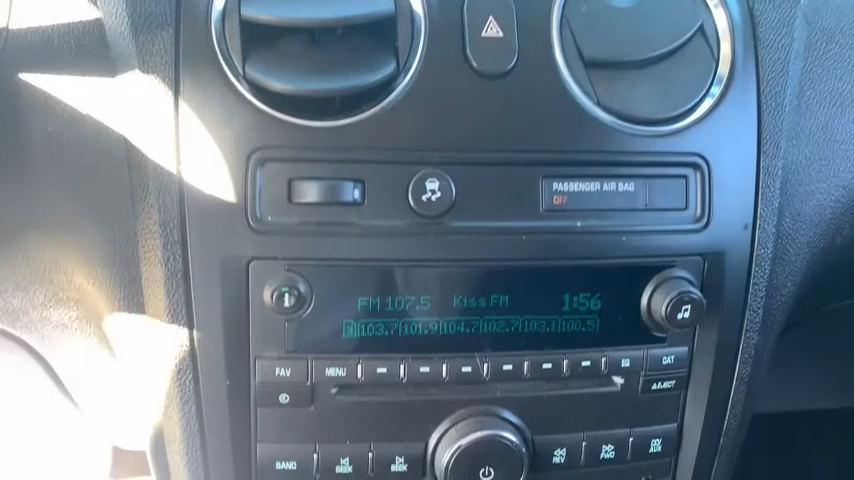 PASSENGER AIR BAG
OFF
FM 107.5 KISS FM 1:56
103.7 101.9 104.7 102.7 103.1 100.5
FAV MENU EQ CAT
EJECT
BAND SEEK SEEK REV FWD CD/AUX